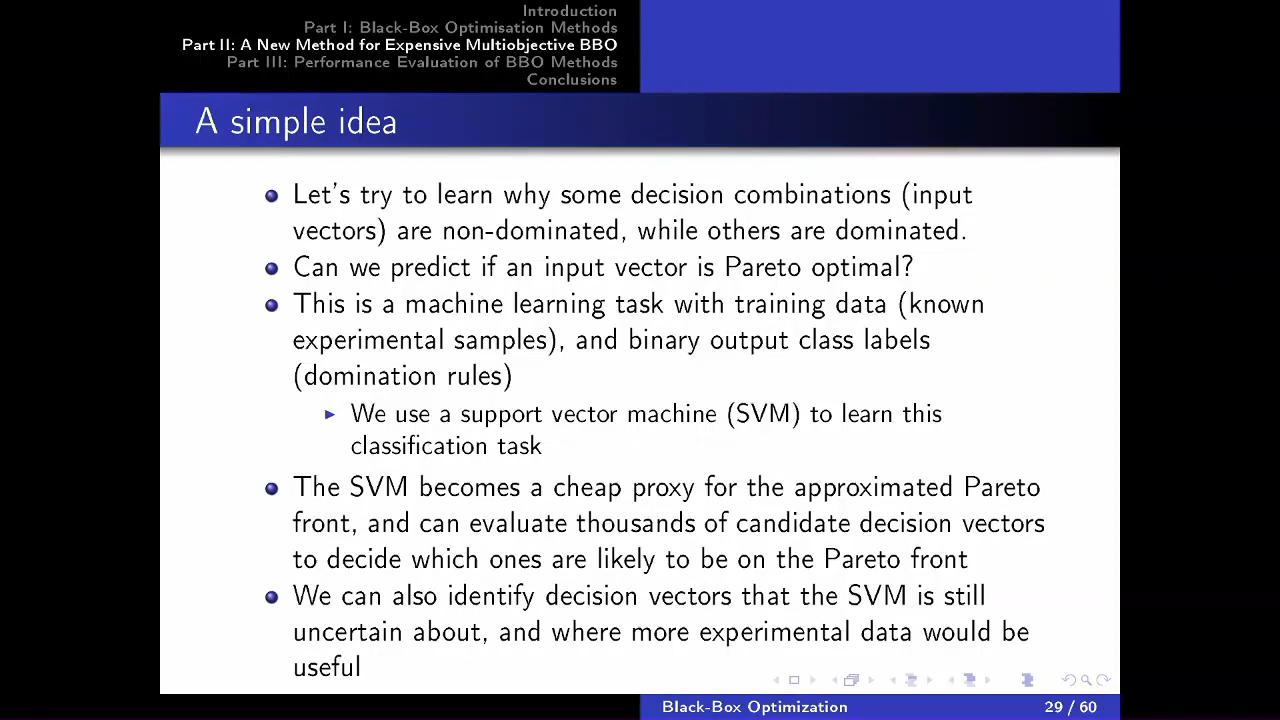 Introduction
Part I: Black-Box Optimisation Methods
Part II: A New Method for Expensive Multiobjective BBO
Part III: Performance Evaluation of BBO Methods
Conclusions
A simple idea
Let's try to learn why some decision combinations (input
vectors) are non-dominated, while others are dominated.
Can we predict if an input vector is Pareto optimal?
This is a machine learning task with training data (known
experimental samples), and binary output class labels
(domination rules)
We use a support vector machine (SVM) to learn this
classification task
The SVM becomes a cheap proxy for the approximated Pareto
front, and can evaluate thousands of candidate decision vectors
to decide which ones are likely to be on the Pareto front
We can also identify decision vectors that the SVM is still
uncertain about, and where more experimental data would be
useful
Black-Box Optimization
29 / 60